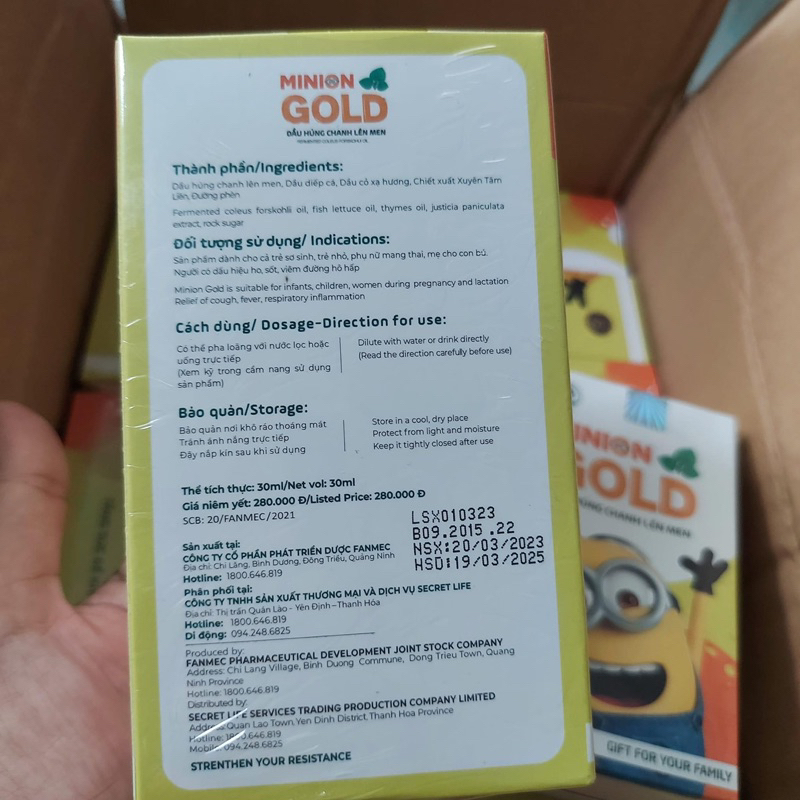 MINION
GOLD
DẦU HÚNG CHANH LÊN MEN
Thành phần/Ingredients:
Dầu húng chanh lên men, Dầu diếp cá, Dầu cỏ xạ hương, Chiết xuất Xuyên Tâm
Liên, Đường phèn
Fermented coleus forskohlii oil, fish lettuce oil, thymes oil, justicia paniculata
extract, rock sugar
Đối tượng sử dụng/ Indications:
Sản phẩm dành cho cả trẻ sơ sinh, trẻ nhỏ, phụ nữ mang thai, mẹ cho con bú.
Người có dấu hiệu ho, sốt, viêm đường hô hấp
Minion Gold is suitable for infants, children, women during pregnancy and lactation
Relief of cough, fever, respiratory inflammation
Cách dùng/ Dosage-Direction for use:
Có thể pha loãng với nước lọc hoặc
uống trực tiếp
(Xem kỹ trong cẩm nang sử dụng
sản phẩm)
Dilute with water or drink directly
(Read the direction carefully before use)
Bảo quản/Storage:
Bảo quản nơi khô ráo thoáng mát
Tránh ánh nắng trực tiếp
Đậy nắp kín sau khi sử dụng
Store in a cool, dry place
Protect from light and moisture
Keep it tightly closed after use
Thể tích thực: 30ml/Net vol: 30ml
Giá niêm yết: 280.000 Đ/Listed Price: 280.000 Đ
SCB: 20/FANMEC/2021
LSX010323
B09.2015 .22
NSX:20/03/2023
HSD:19/03/2025
Sản xuất tại:
CÔNG TY CỔ PHẦN PHÁT TRIỂN DƯỢC FANMEC
Địa chỉ: Chi Lăng, Bình Dương, Đông Triều, Quảng Ninh
Hotline: 1800.646.819
Phân phối tại:
CÔNG TY TNHH SẢN XUẤT THƯƠNG MẠI VÀ DỊCH VỤ SECRET LIFE
Địa chỉ: Thị trấn Quán Lào - Yên Định - Thanh Hóa
Hotline: 1800.646.819
Di động: 094.248.6825
Produced by:
FANMEC PHARMACEUTICAL DEVELOPMENT JOINT STOCK COMPANY
Address: Chi Lang Village, Binh Duong Commune, Dong Trieu Town, Quang
Ninh Province
Hotline: 1800.646.819
Distributed by:
SECRET LIFE SERVICES TRADING PRODUCTION COMPANY LIMITED
Address: Quan Lao Town, Yen Dinh District, Thanh Hoa Province
Hotline: 1800.646.819
Mobile: 094.248.6825
STRENTHEN YOUR RESISTANCE
MINION
GOLD
HÚNG CHANH LÊN MEN
GIFT FOR YOUR FAMILY